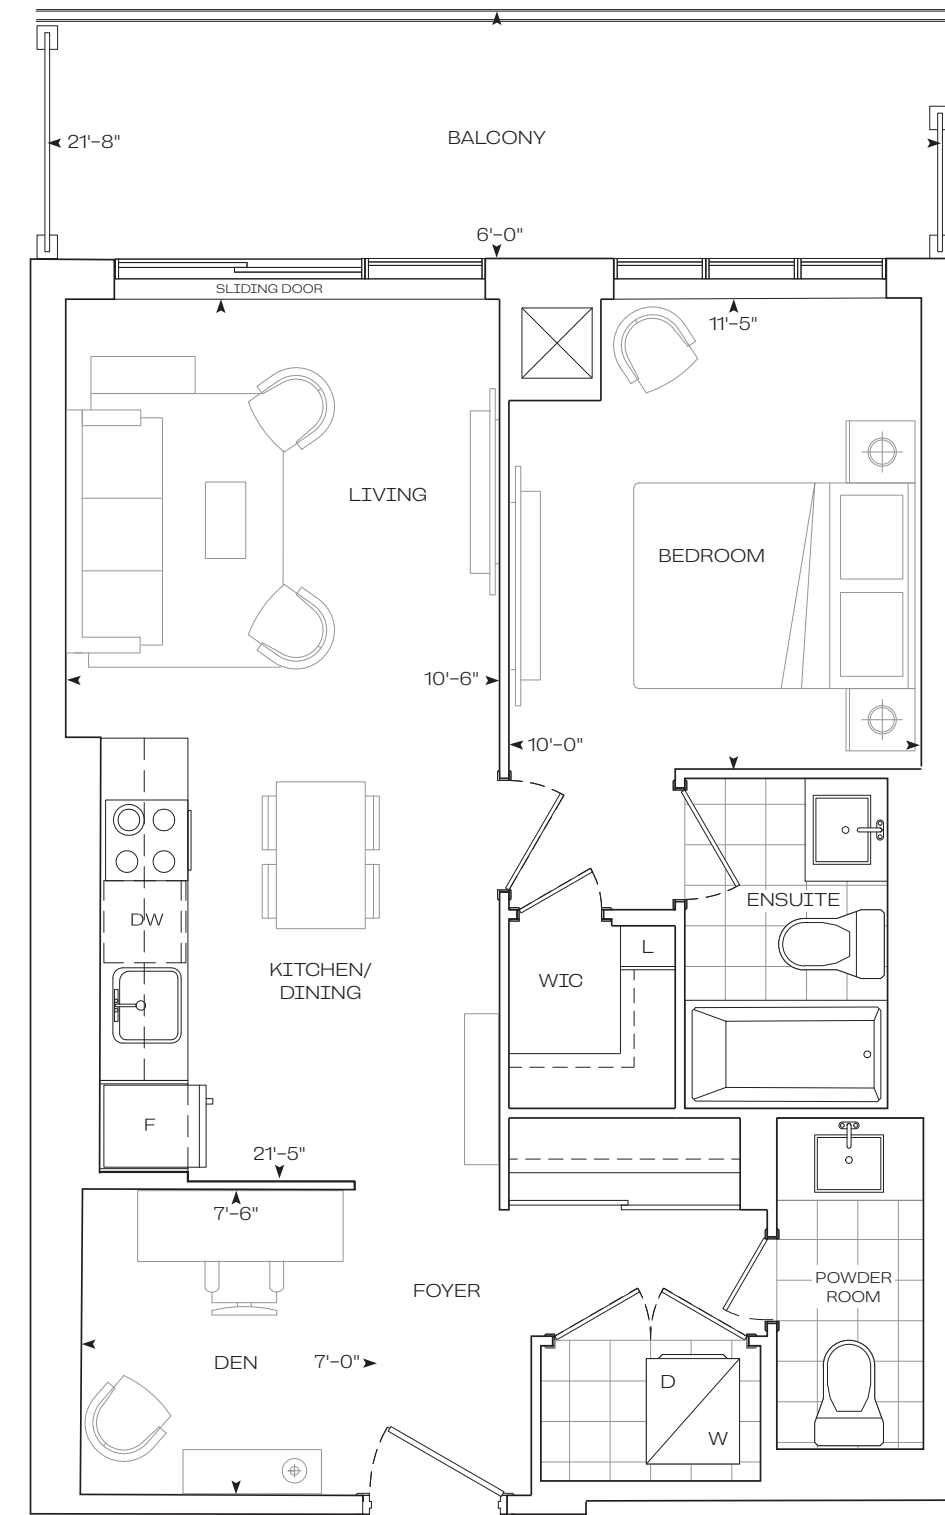 21'-8"
BALCONY
6'-0"
SLIDING DOOR
11'-5"
LIVING
BEDROOM
10'-6"
10'-0"
DW
ENSUITE
L
KITCHEN/
DINING
WIC
F
21'-5"
7'-6"
FOYER
POWDER
ROOM
DEN
7'-0"
D
W